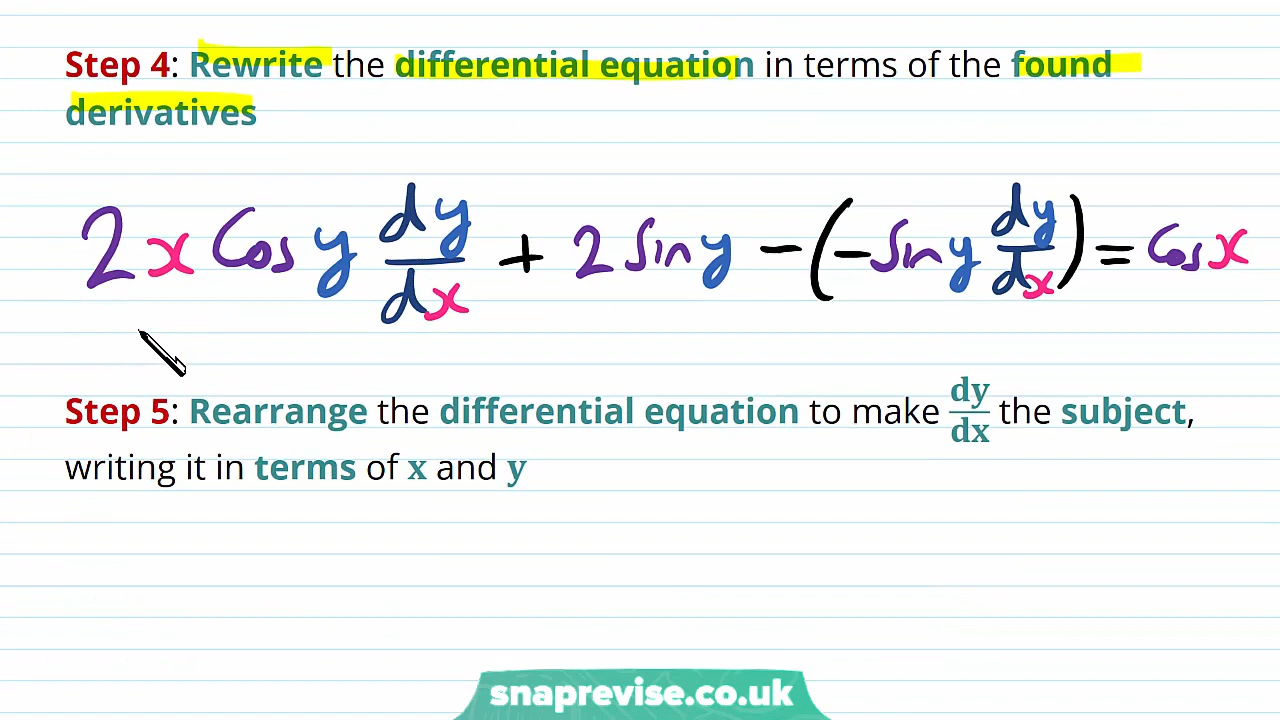 Step 4: Rewrite the differential equation in terms of the found
derivatives
2x Cos y dy/dx + 2 Sin y - (- Sin y dy/dx) = Cos x
Step 5: Rearrange the differential equation to make dy/dx the subject,
writing it in terms of x and y
snaprevise.co.uk